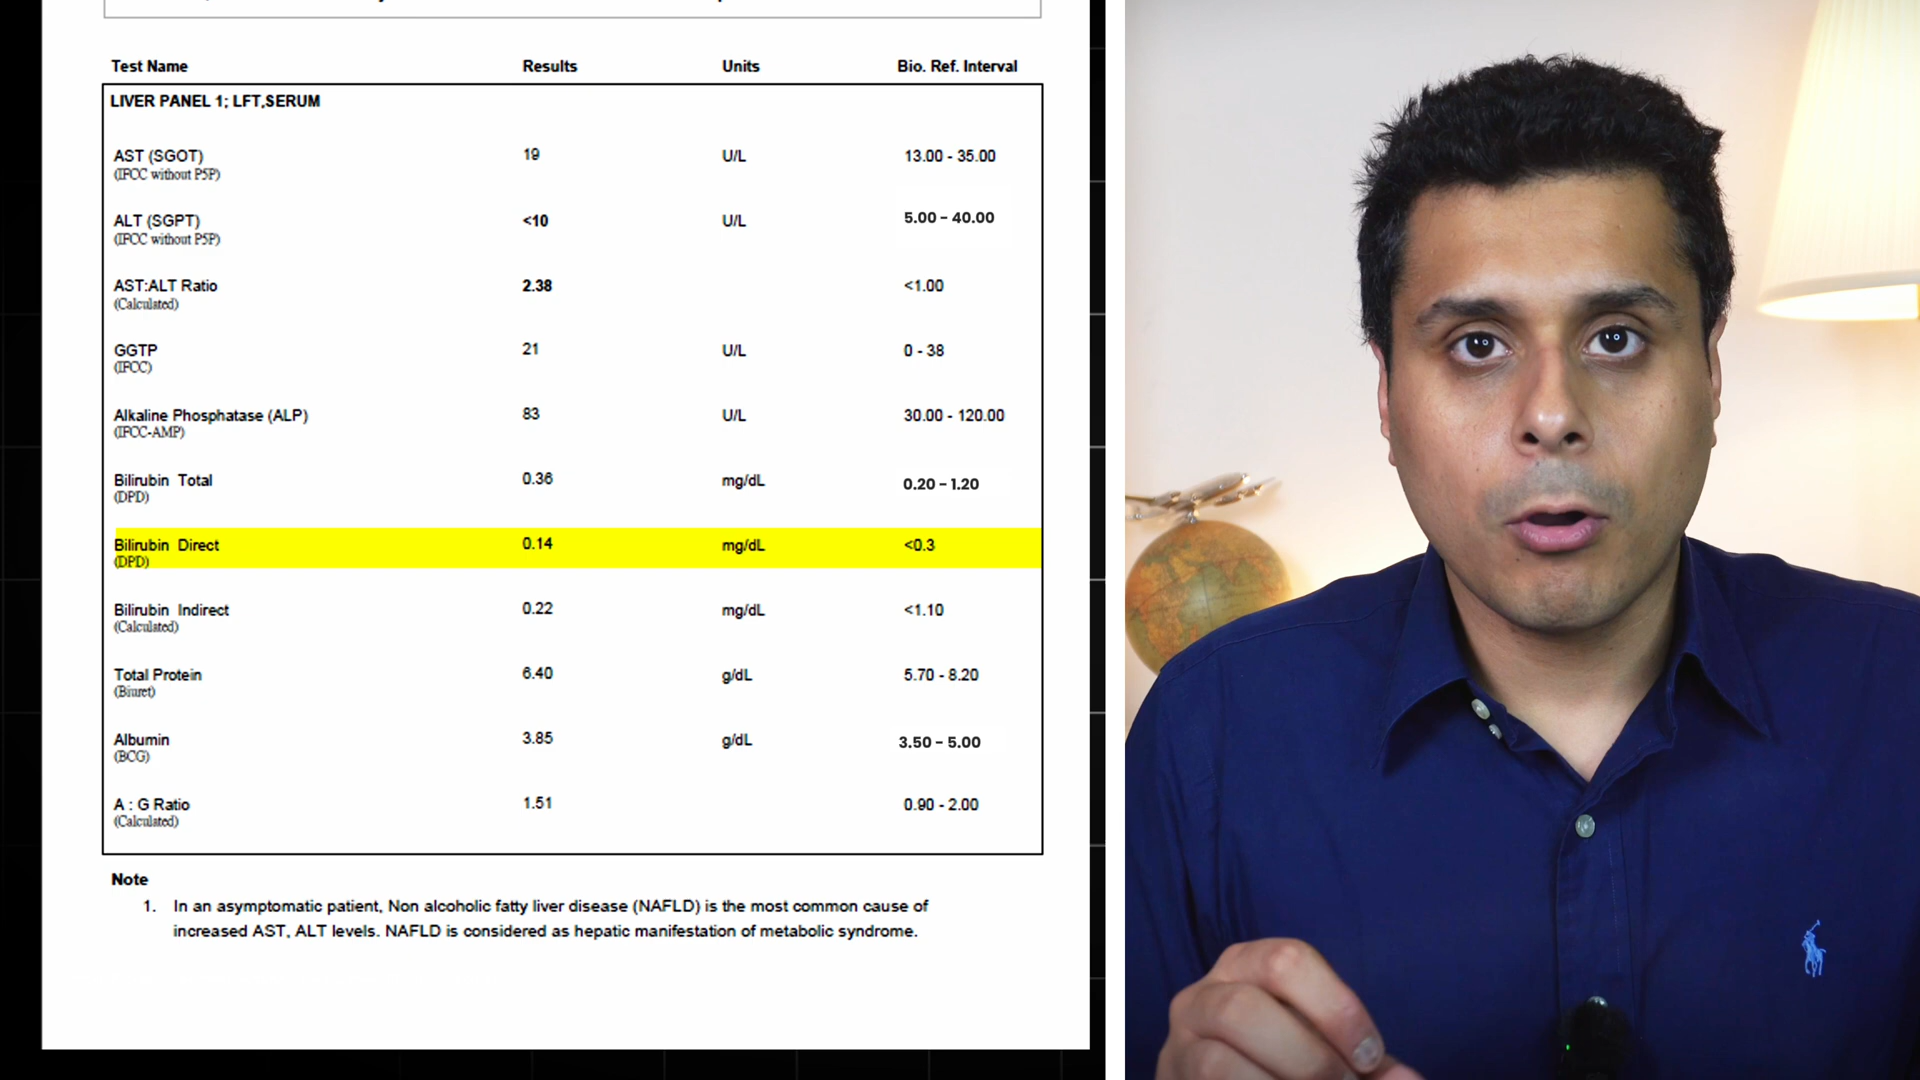 Test Name Results Units Bio. Ref. Interval
LIVER PANEL 1; LFT,SERUM
AST (SGOT) 19 U/L 13.00 - 35.00
(IFCC without P5P)
ALT (SGPT) <10 U/L 5.00 – 40.00
(IFCC without P5P)
AST:ALT Ratio 2.38 <1.00
(Calculated)
GGTP 21 U/L 0 - 38
(IFCC)
Alkaline Phosphatase (ALP) 83 U/L 30.00 - 120.00
(IFCC-AMP)
Bilirubin Total 0.36 mg/dL 0.20 – 1.20
(DPD)
Bilirubin Direct 0.14 mg/dL <0.3
(DPD)
Bilirubin Indirect 0.22 mg/dL <1.10
(Calculated)
Total Protein 6.40 g/dL 5.70 - 8.20
(Biuret)
Albumin 3.85 g/dL 3.50 – 5.00
(BCG)
A : G Ratio 1.51 0.90 - 2.00
(Calculated)
Note
1. In an asymptomatic patient, Non alcoholic fatty liver disease (NAFLD) is the most common cause of
increased AST, ALT levels. NAFLD is considered as hepatic manifestation of metabolic syndrome.